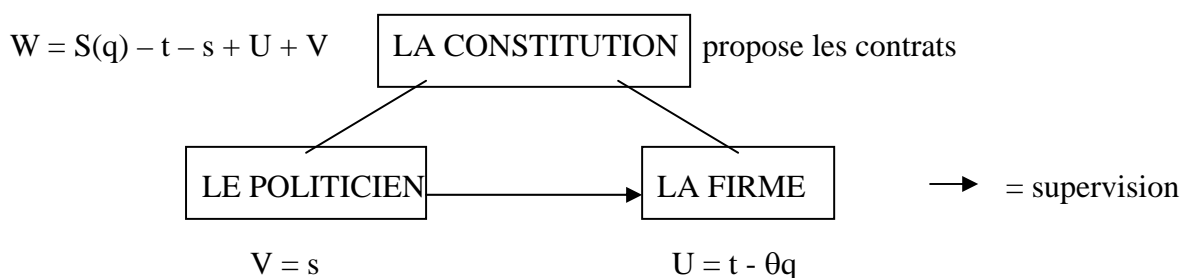 W = S(q) – t – s + U + V LA CONSTITUTION propose les contrats
LE POLITICIEN LA FIRME = supervision
V = s U = t - θq